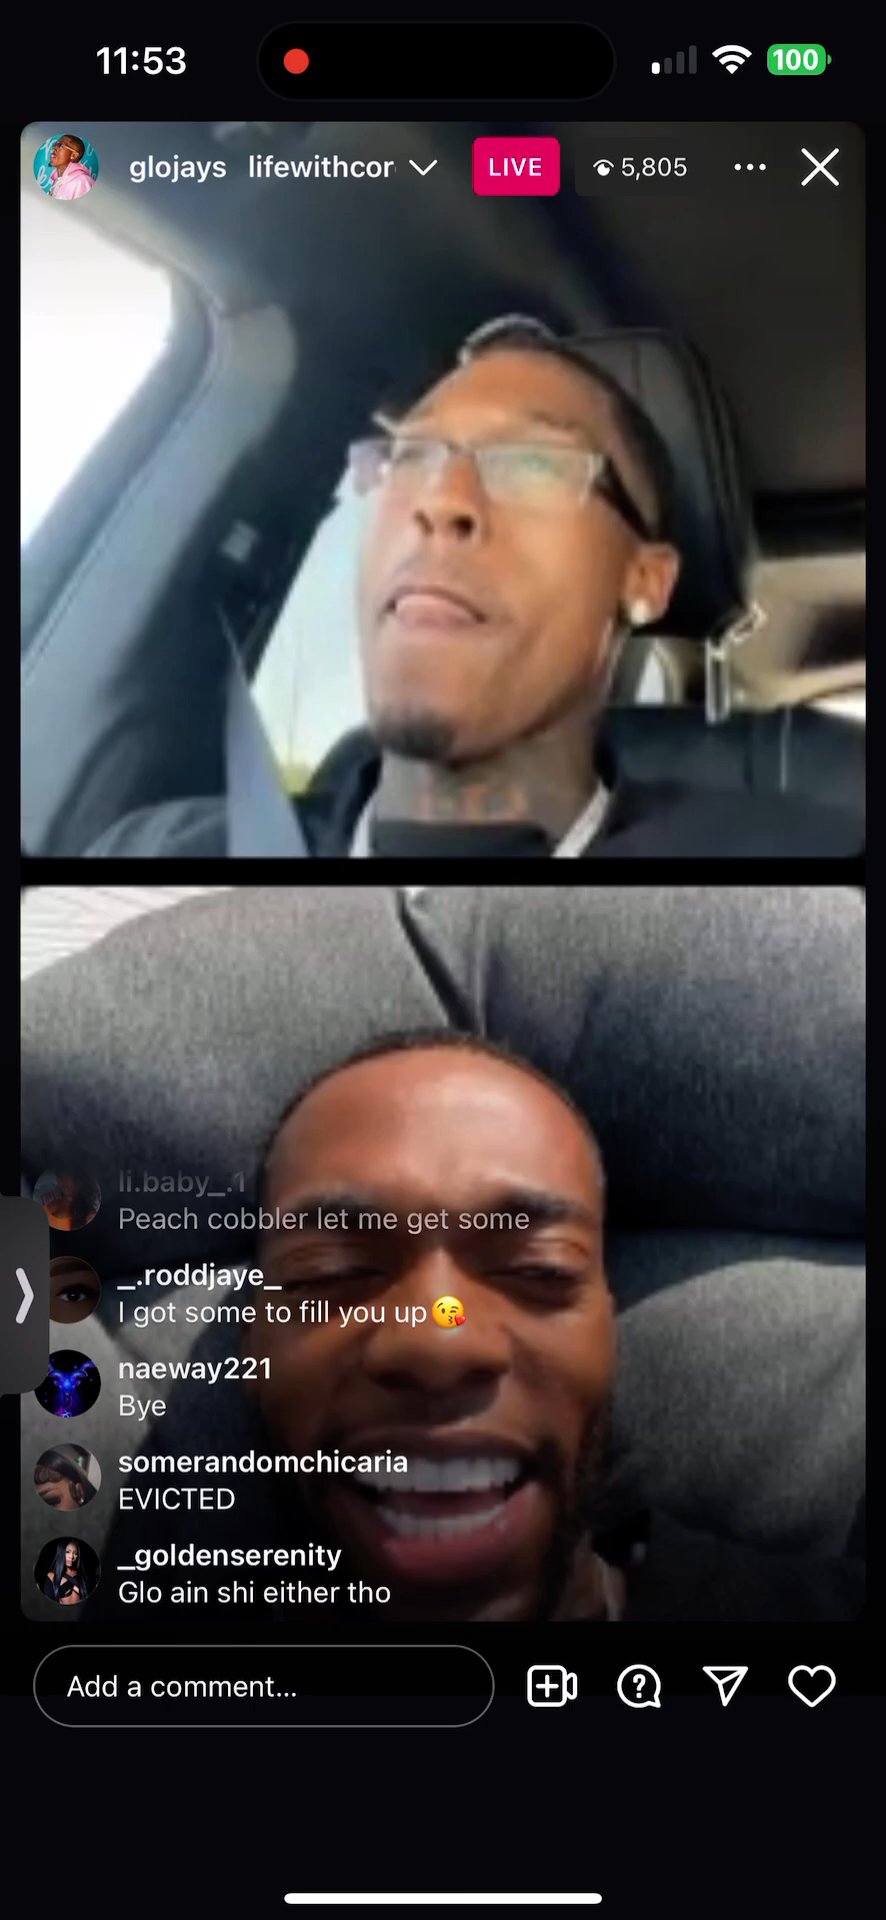 11:53
100
glojays lifewithcor
LIVE
5,805
li.baby_.1
Peach cobbler let me get some
_.roddjaye_
I got some to fill you up😘
naeway221
Bye
somerandomchicaria
EVICTED
_goldenserenity
Glo ain shi either tho
Add a comment...